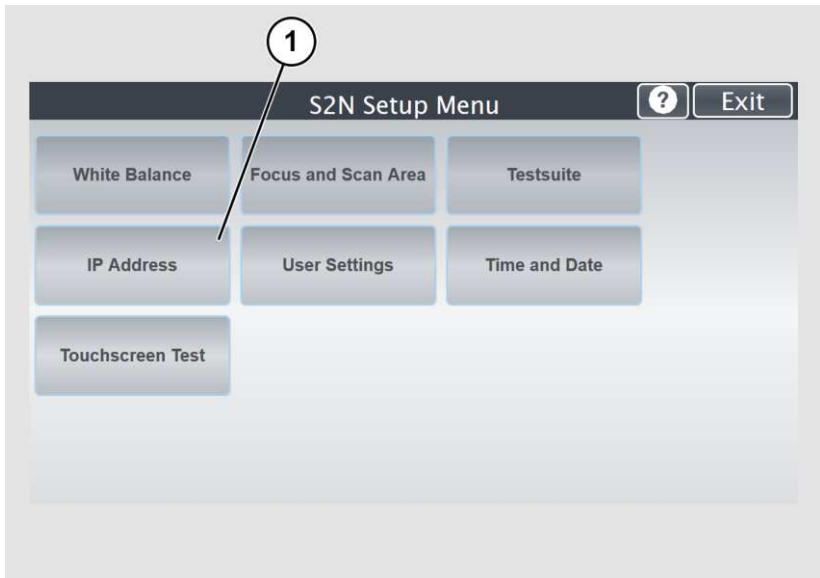 1
S2N Setup Menu ? Exit
White Balance Focus and Scan Area Testsuite
IP Address User Settings Time and Date
Touchscreen Test